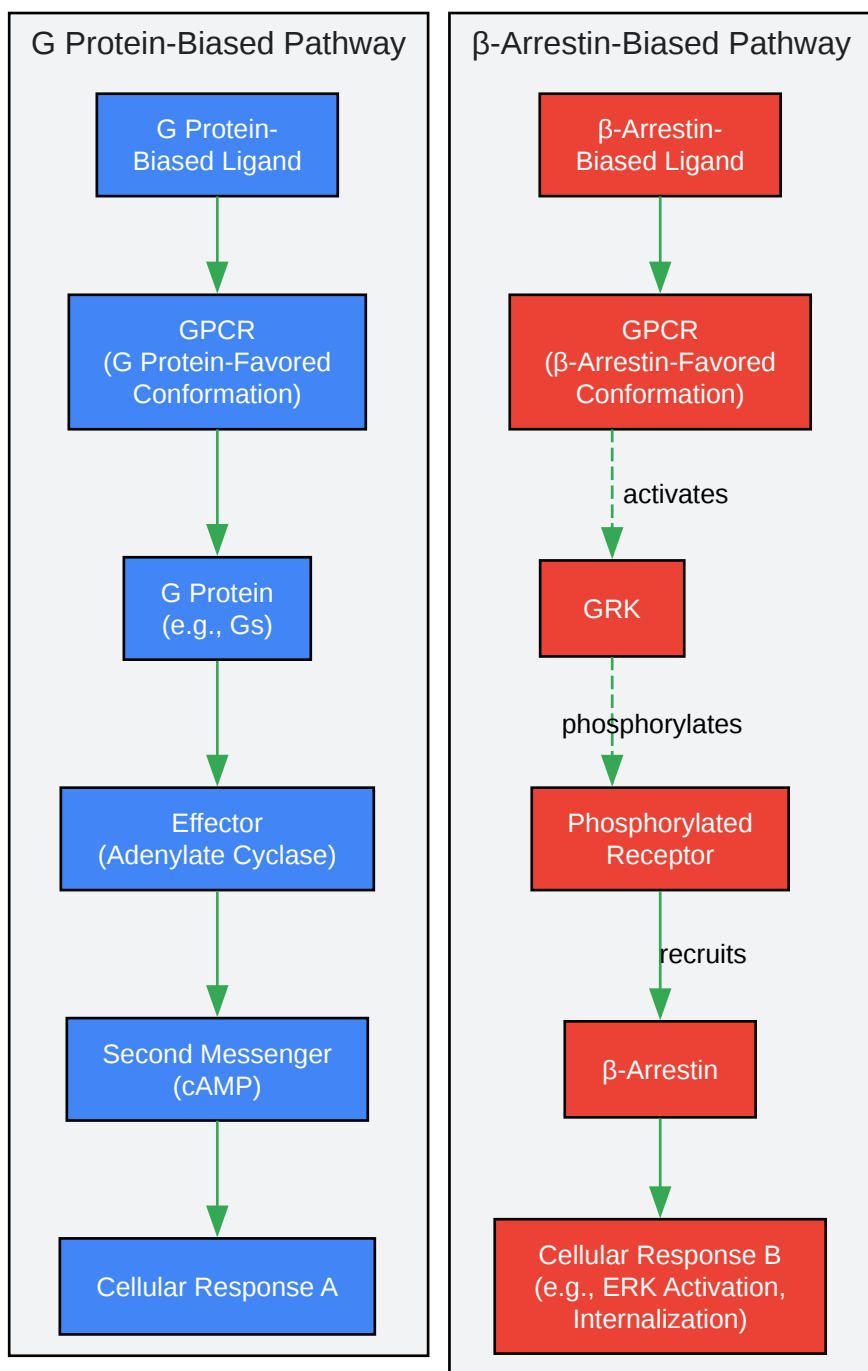 G Protein-Biased Pathway
G Protein-
Biased Ligand
GPCR
(G Protein-Favored
Conformation)
G Protein
(e.g., Gs)
Effector
(Adenylate Cyclase)
Second Messenger
(cAMP)
Cellular Response A
β-Arrestin-Biased Pathway
β-Arrestin-
Biased Ligand
GPCR
(β-Arrestin-Favored
Conformation)
activates
GRK
phosphorylates
Phosphorylated
Receptor
recruits
β-Arrestin
Cellular Response B
(e.g., ERK Activation,
Internalization)